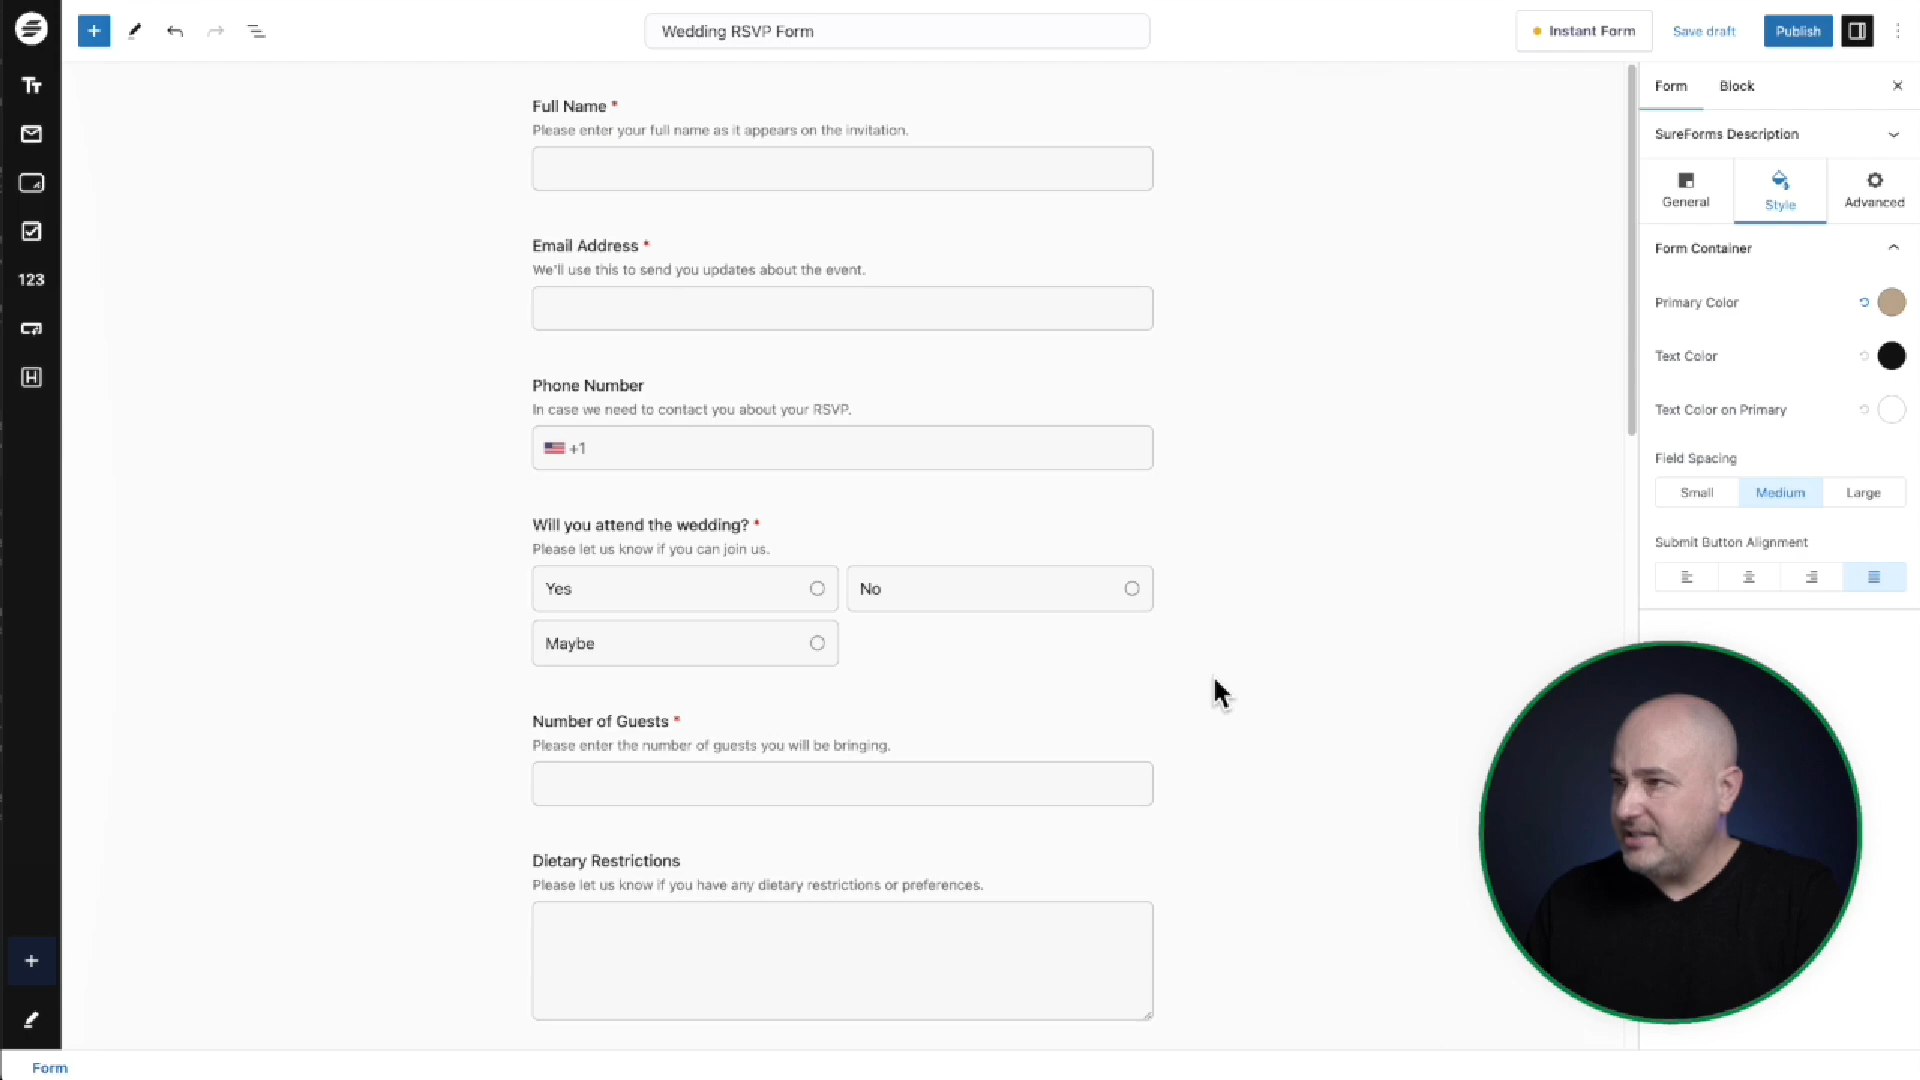 Wedding RSVP Form
Instant Form
Save draft
Publish
Tт
123
H
Full Name *
Please enter your full name as it appears on the invitation.
Email Address *
We'll use this to send you updates about the event.
Phone Number
In case we need to contact you about your RSVP.
+1
Will you attend the wedding? *
Please let us know if you can join us.
Yes
No
Maybe
Number of Guests *
Please enter the number of guests you will be bringing.
Dietary Restrictions
Please let us know if you have any dietary restrictions or preferences.
Form
Block
SureForms Description
General
Style
Advanced
Form Container
Primary Color
Text Color
Text Color on Primary
Field Spacing
Small
Medium
Large
Submit Button Alignment
Form